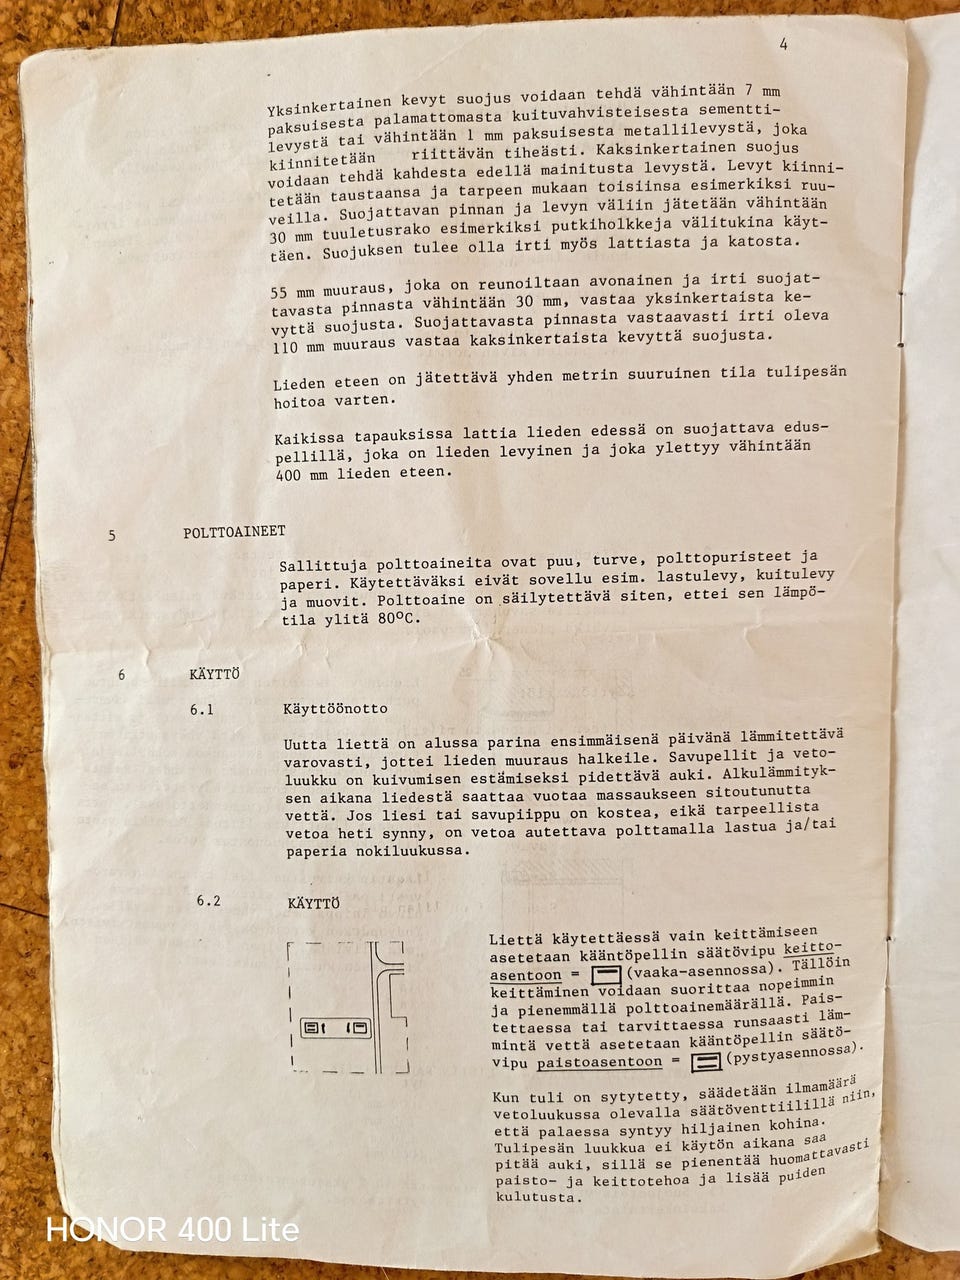 4
Yksinkertainen kevyt suojus voidaan tehdä vähintään 7 mm
paksuisesta palamattomasta kuituvahvisteisesta sementti-
levystä tai vähintään 1 mm paksuisesta metallilevystä, joka
kiinnitetään riittävän tiheästi. Kaksinkertainen suojus
voidaan tehdä kahdesta edellä mainitusta levystä. Levyt kiinni-
tetään taustaansa ja tarpeen mukaan toisiinsa esimerkiksi ruu-
veilla. Suojattavan pinnan ja levyn väliin jätetään vähintään
30 mm tuuletusrako esimerkiksi putkiholkkeja välitukina käyt-
täen. Suojuksen tulee olla irti myös lattiasta ja katosta.
55 mm muuraus, joka on reunoiltaan avonainen ja irti suojat-
tavasta pinnasta vähintään 30 mm, vastaa yksinkertaista ke-
vyttä suojusta. Suojattavasta pinnasta vastaavasti irti oleva
110 mm muuraus vastaa kaksinkertaista kevyttä suojusta.
Lieden eteen on jätettävä yhden metrin suuruinen tila tulipesän
hoitoa varten.
Kaikissa tapauksissa lattia lieden edessä on suojattava edus-
pellillä, joka on lieden levyinen ja joka ylettyy vähintään
400 mm lieden eteen.
5 POLTTOAINEET
Sallittuja polttoaineita ovat puu, turve, polttopuristeet ja
paperi. Käytettäväksi eivät sovellu esim. lastulevy, kuitulevy
ja muovit. Polttoaine on säilytettävä siten, ettei sen lämpö-
tila ylitä 80°C.
6 KÄYTTÖ
6.1 Käyttöönotto
Uutta liettä on alussa parina ensimmäisenä päivänä lämmitettävä
varovasti, jottei lieden muuraus halkeile. Savupellit ja veto-
luukku on kuivumisen estämiseksi pidettävä auki. Alkulämmityk-
sen aikana liedestä saattaa vuotaa massaukseen sitoutunutta
vettä. Jos liesi tai savupiippu on kostea, eikä tarpeellista
vetoa heti synny, on vetoa autettava polttamalla lastua ja/tai
paperia nokiluukussa.
6.2 KÄYTTÖ
Liettä käytettäessä vain keittämiseen
asetetaan kääntöpellin säätövipu keitto-
asentoon = (vaaka-asennossa). Tällöin
keittäminen voidaan suorittaa nopeimmin
ja pienemmällä polttoainemäärällä. Pais-
tettaessa tai tarvittaessa runsaasti läm-
mintä vettä asetetaan kääntöpellin säätö-
vipu paistoasentoon = (pystyasennossa).
Kun tuli on sytytetty, säädetään ilmamäärä
vetoluukussa olevalla säätöventtiilillä niin,
että palaessa syntyy hiljainen kohina.
Tulipesän luukkua ei käytön aikana saa
pitää auki, sillä se pienentää huomattavasti
paisto- ja keittotehoa ja lisää puiden
kulutusta.
HONOR 400 Lite